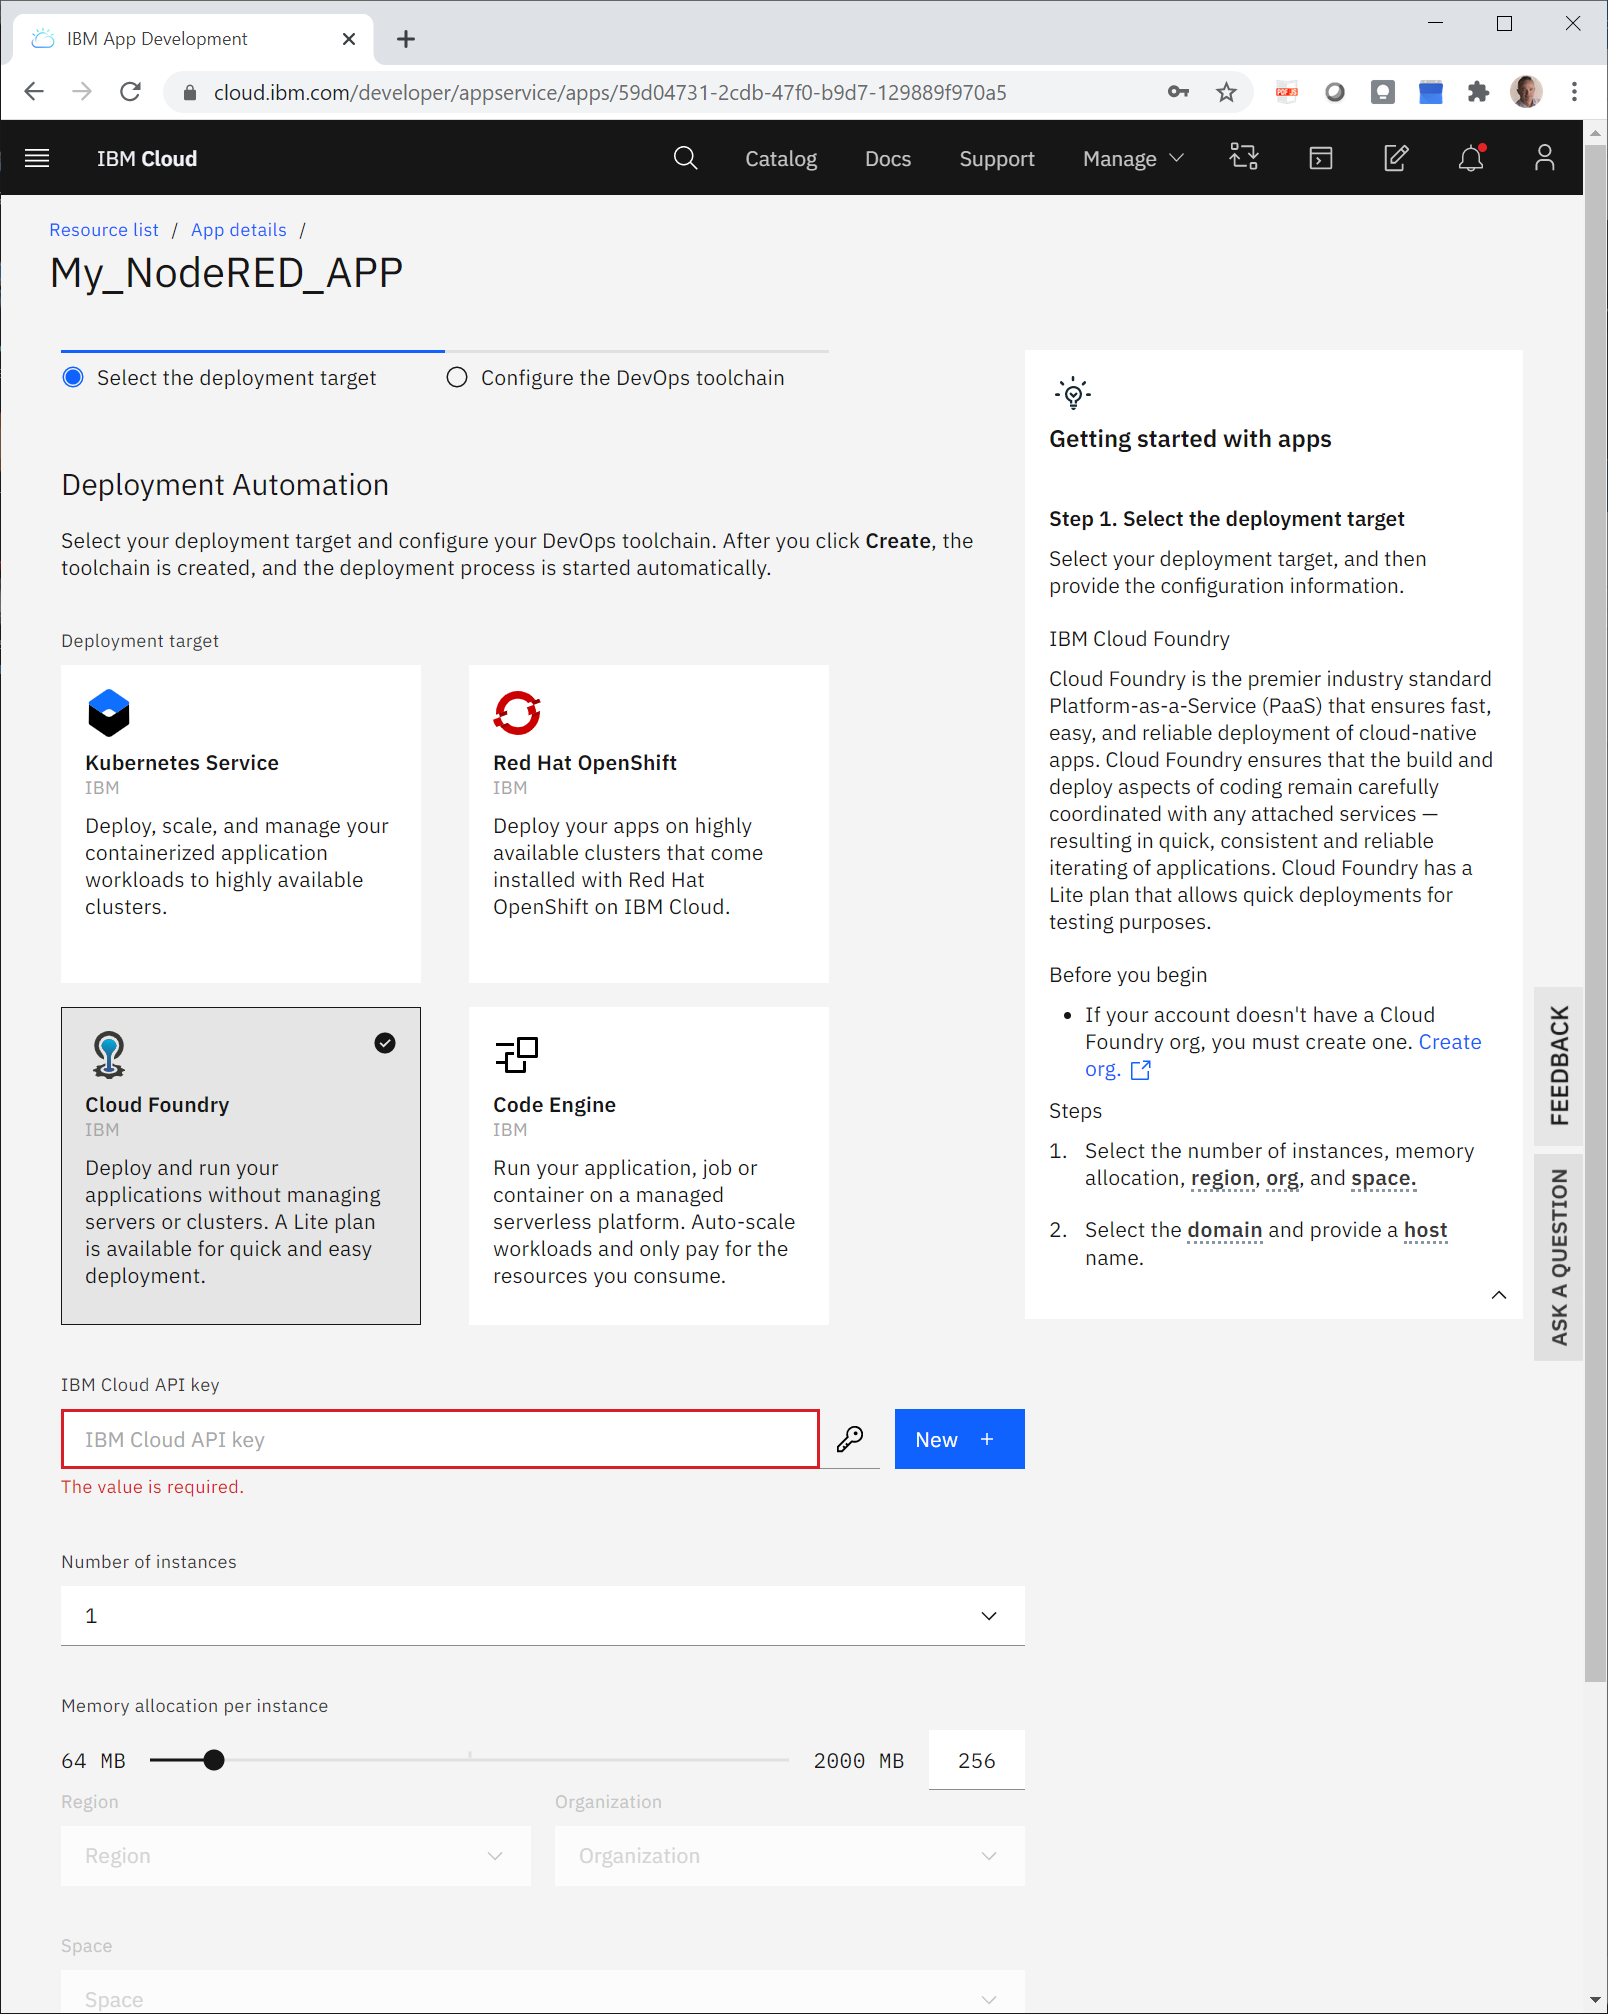 IBM App Development
cloud.ibm.com/developer/appservice/apps/59d04731-2cdb-47f0-b9d7-129889f970a5
IBM Cloud
Catalog
Docs
Support
Manage
Resource list / App details /
My_NodeRED_APP
Select the deployment target
Configure the DevOps toolchain
Deployment Automation
Select your deployment target and configure your DevOps toolchain. After you click Create, the
toolchain is created, and the deployment process is started automatically.
Deployment target
Kubernetes Service
IBM
Deploy, scale, and manage your
containerized application
workloads to highly available
clusters.
Red Hat OpenShift
IBM
Deploy your apps on highly
available clusters that come
installed with Red Hat
OpenShift on IBM Cloud.
Cloud Foundry
IBM
Deploy and run your
applications without managing
servers or clusters. A Lite plan
is available for quick and easy
deployment.
Code Engine
IBM
Run your application, job or
container on a managed
serverless platform. Auto-scale
workloads and only pay for the
resources you consume.
IBM Cloud API key
IBM Cloud API key
New +
The value is required.
Number of instances
1
Memory allocation per instance
64 MB
2000 MB
256
Region
Organization
Region
Organization
Space
Space
Getting started with apps
Step 1. Select the deployment target
Select your deployment target, and then
provide the configuration information.
IBM Cloud Foundry
Cloud Foundry is the premier industry standard
Platform-as-a-Service (PaaS) that ensures fast,
easy, and reliable deployment of cloud-native
apps. Cloud Foundry ensures that the build and
deploy aspects of coding remain carefully
coordinated with any attached services —
resulting in quick, consistent and reliable
iterating of applications. Cloud Foundry has a
Lite plan that allows quick deployments for
testing purposes.
Before you begin
• If your account doesn't have a Cloud
Foundry org, you must create one. Create
org.
Steps
1. Select the number of instances, memory
allocation, region, org, and space.
2. Select the domain and provide a host
name.
FEEDBACK
ASK A QUESTION